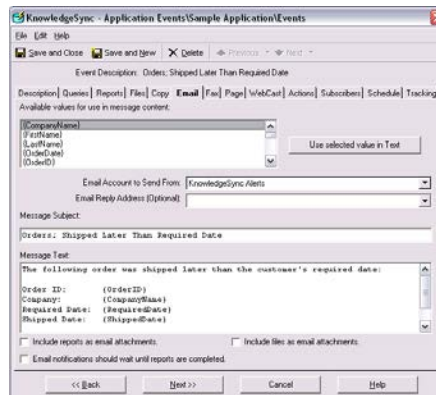 KnowledgeSync - Application Events\Sample Application\Events
File Edit Help
Save and Close Save and New Delete Previous Next
Event Description: Orders; Shipped Later Than Required Date
Description Queries Reports Files Copy Email Fax Page WebCast Actions Subscribers Schedule Tracking
Available values for use in message content:
{CompanyName}
{FirstName}
{LastName}
{OrderDate}
{OrderID}
Use selected value in Text
Email Account to Send From: KnowledgeSync Alerts
Email Reply Address (Optional):
Message Subject:
Orders; Shipped Later Than Required Date
Message Text:
The following order was shipped later than the customer's required date:
Order ID: {OrderID}
Company: {CompanyName}
Required Date: {RequiredDate}
Shipped Date: {ShippedDate}
Include reports as email attachments. Include files as email attachments.
Email notifications should wait until reports are completed.
<< Back Next >> Cancel Help